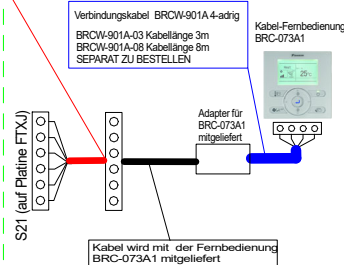 Verbindungskabel BRCW-901A 4-adrig
BRCW-901A-03 Kabellänge 3m
BRCW-901A-08 Kabellänge 8m
SEPARAT ZU BESTELLEN
Kabel-Fernbedienung
BRC-073A1
Adapter für
BRC-073A1
mitgeliefert
S21 (auf Platine FTXJ)
Kabel wird mit der Fernbedienung
BRC-073A1 mitgeliefert